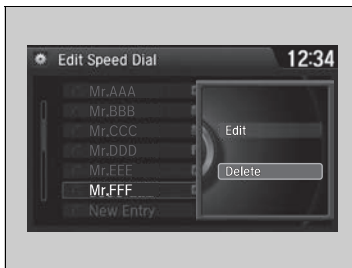 Edit Speed Dial
12:34
Mr.AAA
Mr.BBB
Mr.CCC
Mr.DDD
Mr.EEE
Mr.FFF
New Entry
Edit
Delete